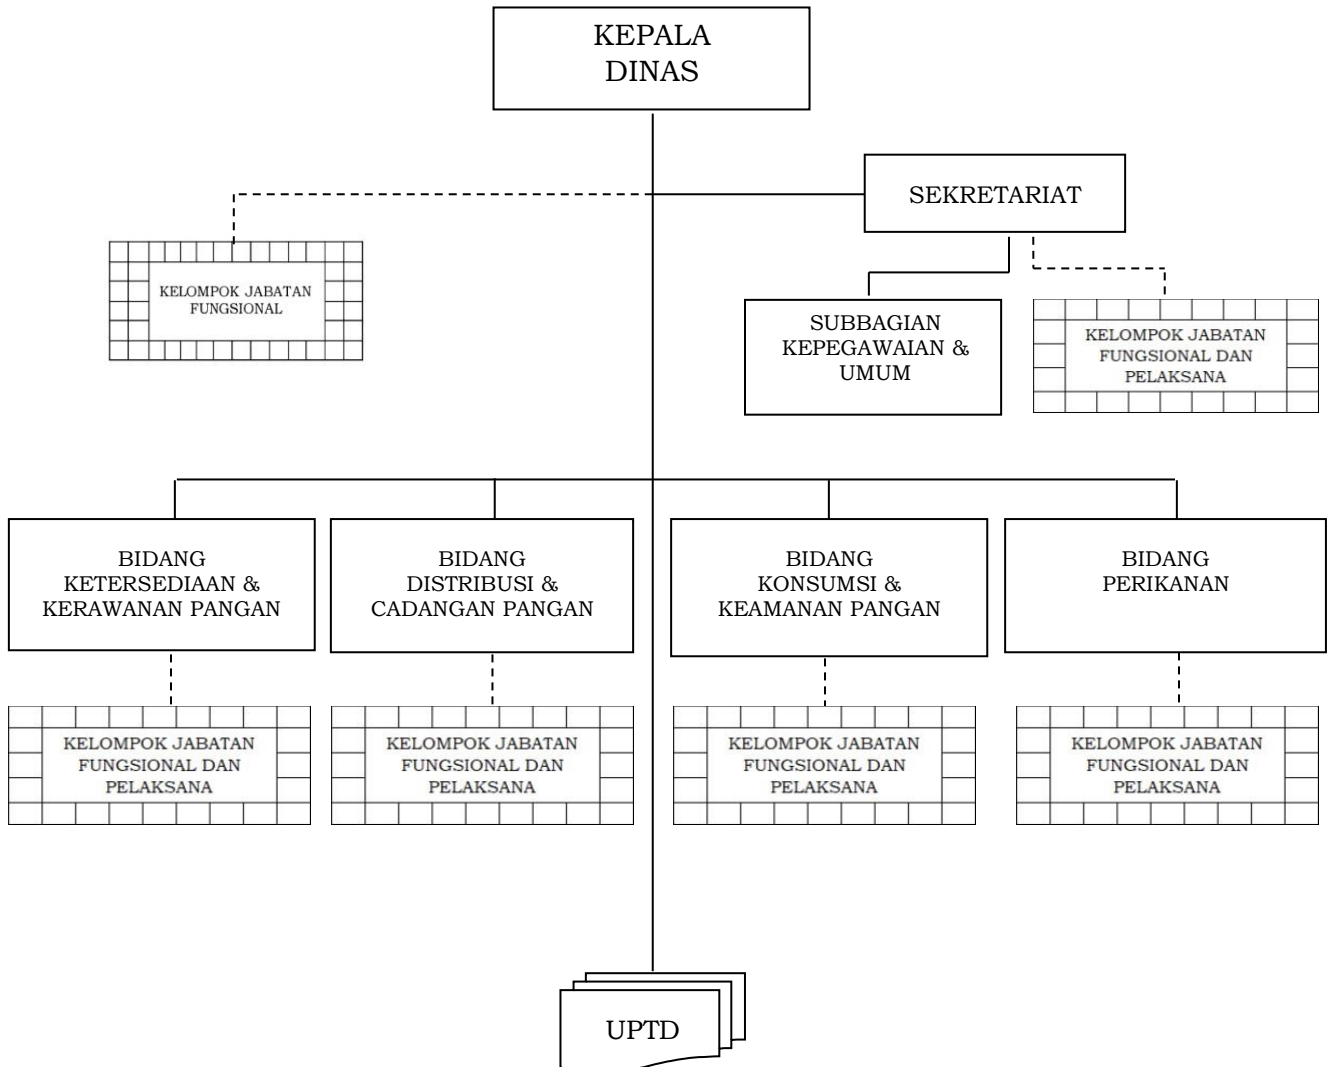 KEPALA
DINAS
SEKRETARIAT
KELOMPOK JABATAN
FUNGSIONAL
SUBBAGIAN
KEPEGAWAIAN &
UMUM
KELOMPOK JABATAN
FUNGSIONAL DAN
PELAKSANA
BIDANG
KETERSEDIAAN &
KERAWANAN PANGAN
BIDANG
DISTRIBUSI &
CADANGAN PANGAN
BIDANG
KONSUMSI &
KEAMANAN PANGAN
BIDANG
PERIKANAN
KELOMPOK JABATAN
FUNGSIONAL DAN
PELAKSANA
KELOMPOK JABATAN
FUNGSIONAL DAN
PELAKSANA
KELOMPOK JABATAN
FUNGSIONAL DAN
PELAKSANA
KELOMPOK JABATAN
FUNGSIONAL DAN
PELAKSANA
UPTD